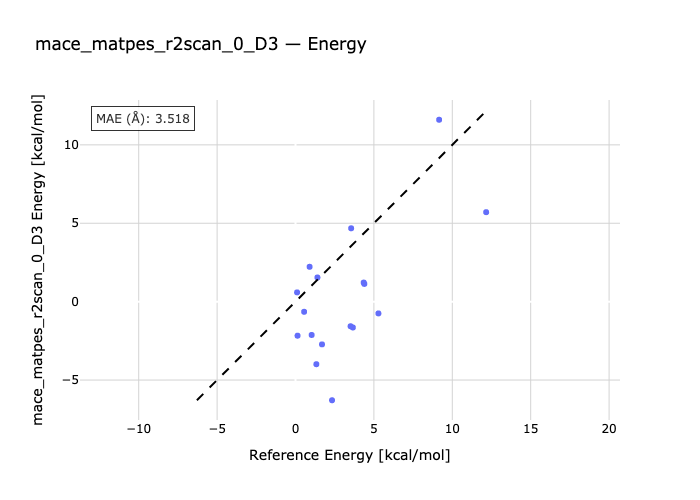 mace_matpes_r2scan_0_D3 — Energy
MAE (Å): 3.518
mace_matpes_r2scan_0_D3 Energy [kcal/mol]
10
5
0
−5
−10
−5
0
5
10
15
20
Reference Energy [kcal/mol]